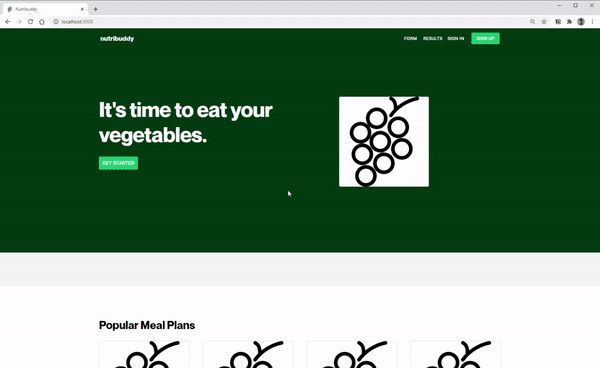 Nutribuddy
localhost:3000
nutribuddy
FORM
RESULTS
SIGN IN
SIGN UP
It's time to eat your
vegetables.
GET STARTED
Popular Meal Plans